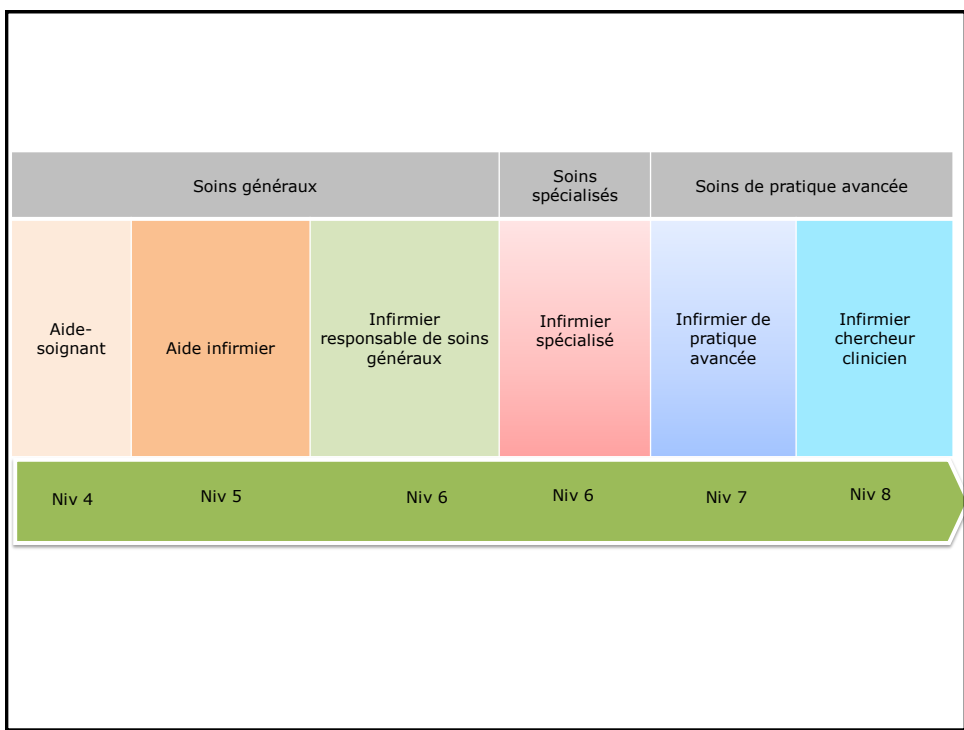 Soins généraux
Soins
spécialisés
Soins de pratique avancée
Aide-
soignant
Aide infirmier
Infirmier
responsable de soins
généraux
Infirmier
spécialisé
Infirmier de
pratique
avancée
Infirmier
chercheur
clinicien
Niv 4
Niv 5
Niv 6
Niv 6
Niv 7
Niv 8